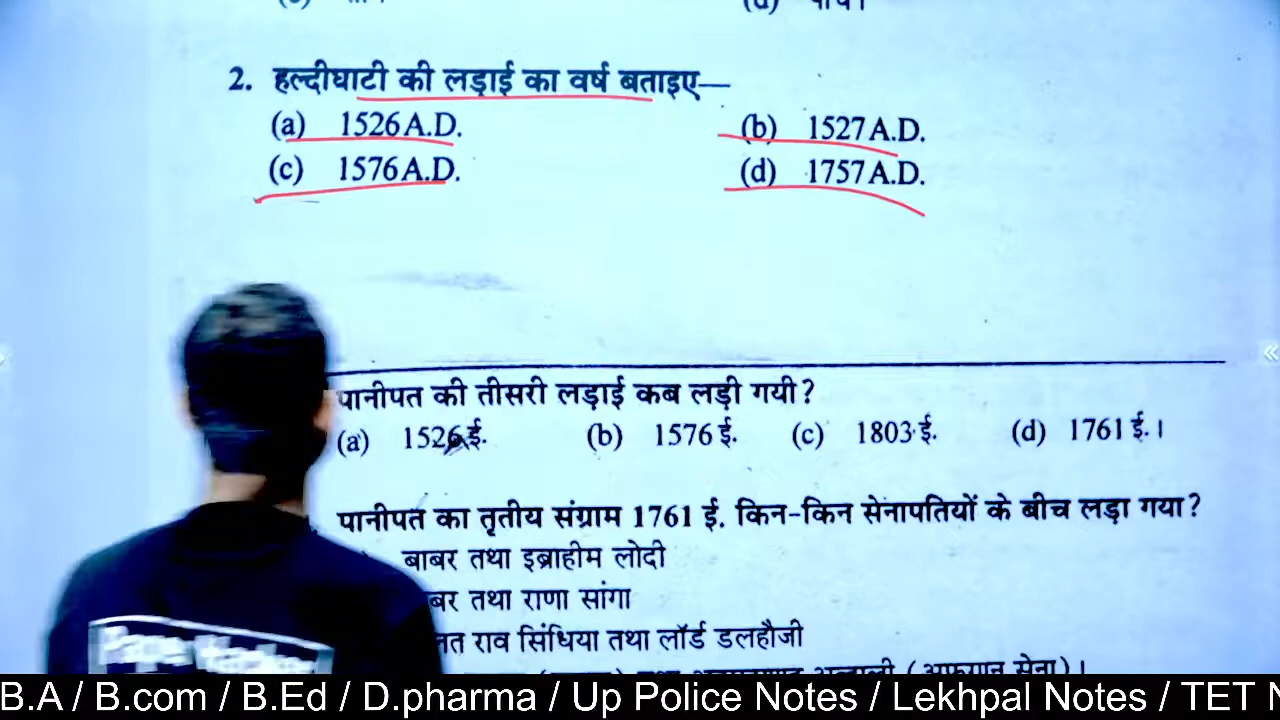 2. हल्दीघाटी की लड़ाई का वर्ष बताइए—
(a) 1526 A.D. (b) 1527 A.D.
(c) 1576 A.D. (d) 1757 A.D.
पानीपत की तीसरी लड़ाई कब लड़ी गयी?
(a) 1526 ई. (b) 1576 ई. (c) 1803 ई. (d) 1761 ई.।
पानीपत का तृतीय संग्राम 1761 ई. किन-किन सेनापतियों के बीच लड़ा गया?
बाबर तथा इब्राहीम लोदी
तथा राणा सांगा
राव सिंधिया तथा लॉर्ड डलहौजी
(अफगान सेना)।
B.A / B.com / B.Ed / D.pharma / Up Police Notes / Lekhpal Notes / TET N